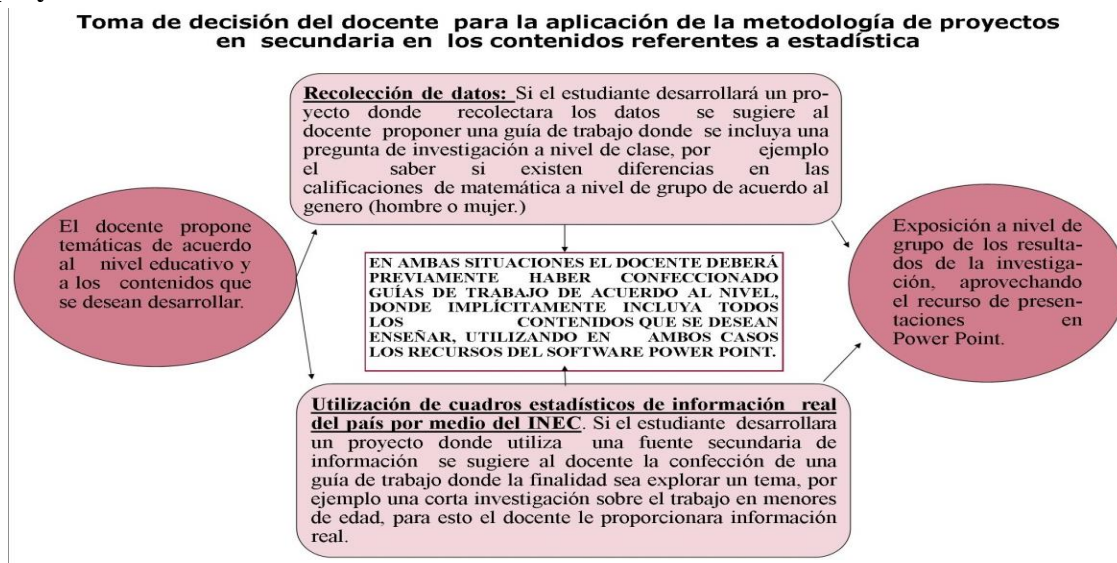 Toma de decisión del docente para la aplicación de la metodología de proyectos
en secundaria en los contenidos referentes a estadística
Recolección de datos: Si el estudiante desarrollará un pro-
yecto donde recolectara los datos se sugiere al
docente proponer una guía de trabajo donde se incluya una
pregunta de investigación a nivel de clase, por ejemplo
el saber si existen diferencias en las
calificaciones de matemática a nivel de grupo de acuerdo al
genero (hombre o mujer.)
El docente propone
temáticas de acuerdo
al nivel educativo y
a los contenidos que
se desean desarrollar.
EN AMBAS SITUACIONES EL DOCENTE DEBERÁ
PREVIAMENTE HABER CONFECCIONADO
GUÍAS DE TRABAJO DE ACUERDO AL NIVEL,
DONDE IMPLÍCITAMENTE INCLUYA TODOS
LOS CONTENIDOS QUE SE DESEAN
ENSEÑAR, UTILIZANDO EN AMBOS CASOS
LOS RECURSOS DEL SOFTWARE POWER POINT.
Exposición a nivel de
grupo de los resulta-
dos de la investiga-
ción, aprovechando
el recurso de presen-
taciones en
Power Point.
Utilización de cuadros estadísticos de información real
del país por medio del INEC. Si el estudiante desarrollara
un proyecto donde utiliza una fuente secundaria de
información se sugiere al docente la confección de una
guía de trabajo donde la finalidad sea explorar un tema, por
ejemplo una corta investigación sobre el trabajo en menores
de edad, para esto el docente le proporcionara información
real.